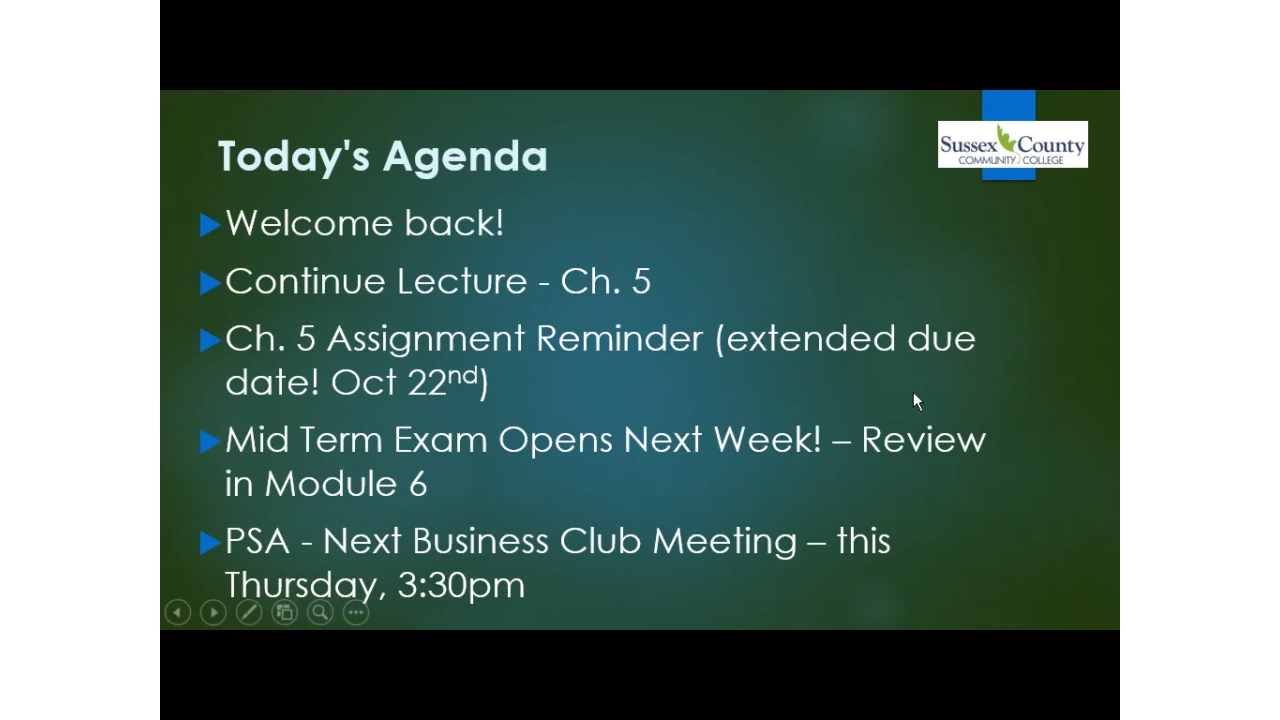 Today's Agenda
Sussex County
COMMUNITY COLLEGE
Welcome back!
Continue Lecture - Ch. 5
Ch. 5 Assignment Reminder (extended due
date! Oct 22nd)
Mid Term Exam Opens Next Week! – Review
in Module 6
PSA - Next Business Club Meeting – this
Thursday, 3:30pm